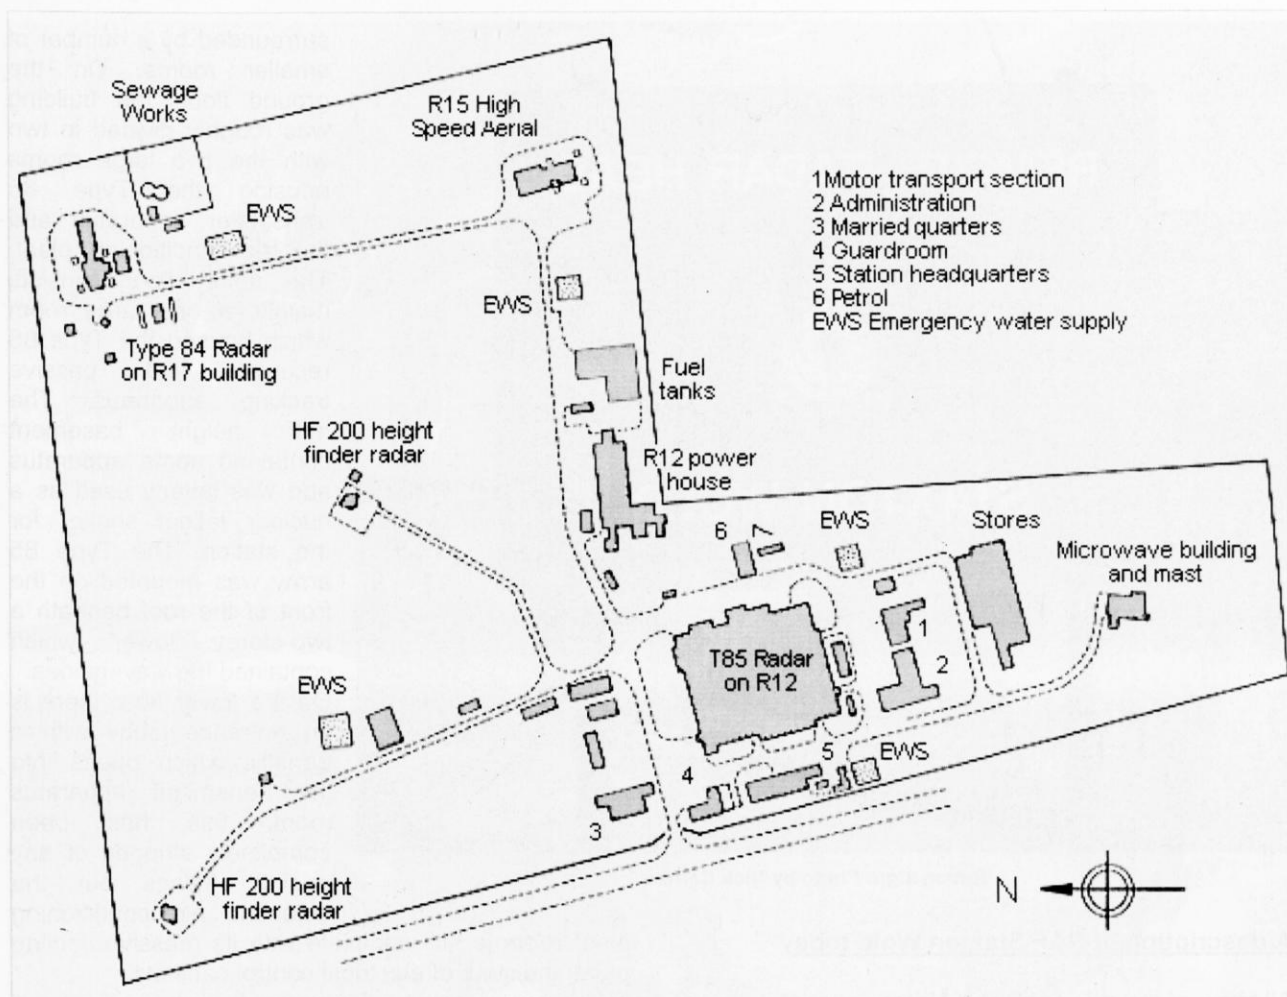 Sewage
Works
R15 High
Speed Aerial
EWS
1Motor transport section
2 Administration
3 Married quarters
4 Guardroom
5 Station headquarters
6 Petrol
EWS Emergency water supply
EWS
Type 84 Radar
on R17 building
Fuel
tanks
HF 200 height
finder radar
R12 power
house
6
7
EWS
Stores
Microwave building
and mast
1
2
T85 Radar
on R12
EWS
5
EWS
4
3
HF 200 height
finder radar
N